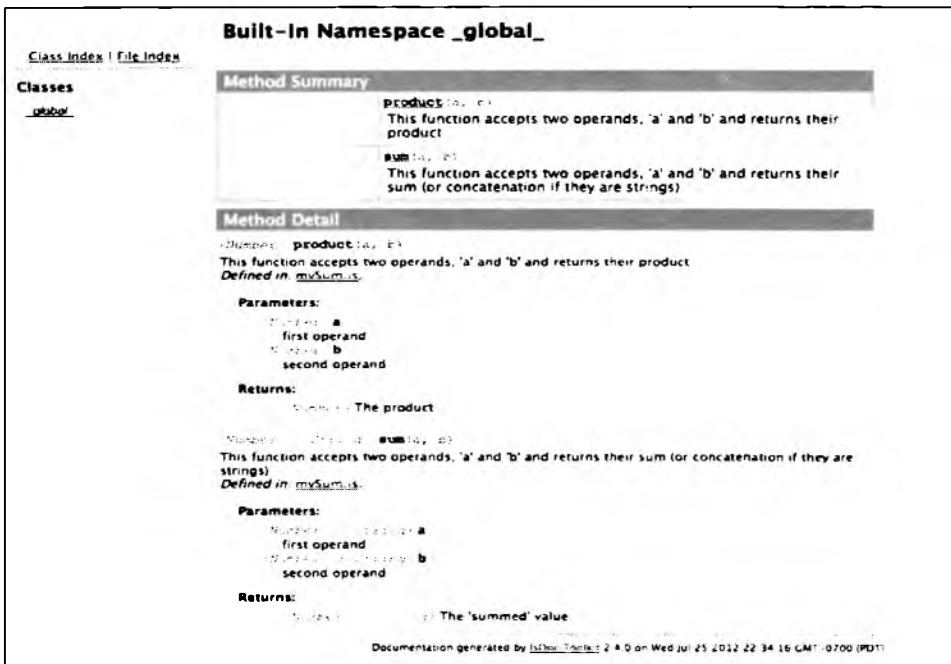 Built-In Namespace _global_
Class Index | File Index
Classes
_global_
Method Summary
product(a, b)
This function accepts two operands, 'a' and 'b' and returns their
product
sum(a, b)
This function accepts two operands, 'a' and 'b' and returns their
sum (or concatenation if they are strings)
Method Detail
product(a, b)
This function accepts two operands, 'a' and 'b' and returns their product
Defined in: mySum.js.
Parameters:
a
first operand
b
second operand
Returns:
The product
sum(a, b)
This function accepts two operands, 'a' and 'b' and returns their sum (or concatenation if they are
strings)
Defined in: mySum.js.
Parameters:
a
first operand
b
second operand
Returns:
The 'summed' value
Documentation generated by JsDoc Toolkit 2.4.0 on Wed Jul 25 2012 22:34:16 GMT-0700 (PDT)